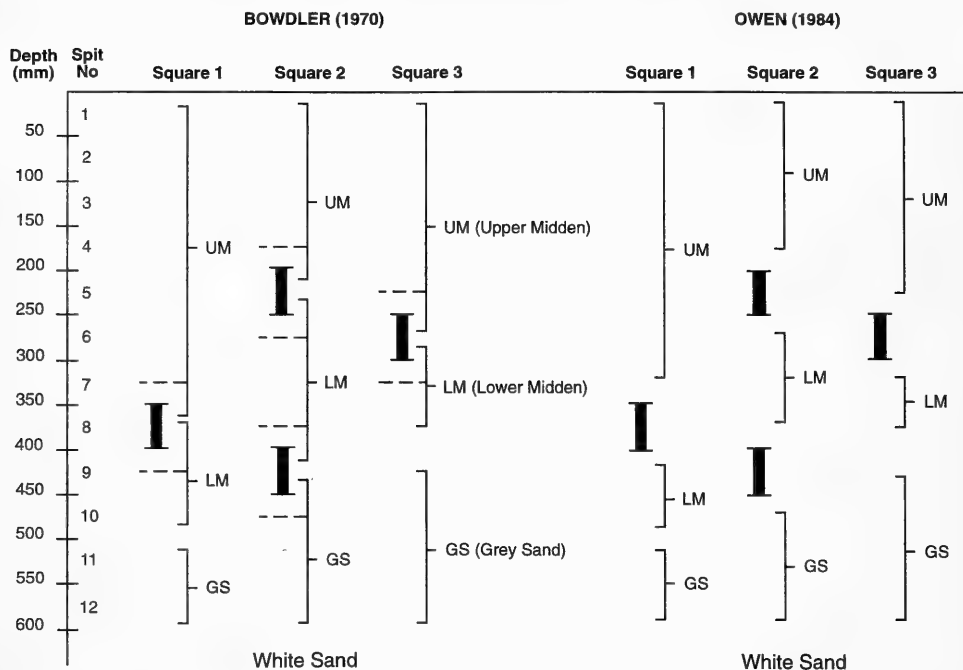 BOWDLER (1970) OWEN (1984)
Depth (mm) Spit No Square 1 Square 2 Square 3 Square 1 Square 2 Square 3
1
50
2
100
3 UM UM
150 UM
UM (Upper Midden)
4 UM UM
200
5
250
6
300
7 LM LM (Lower Midden) LM
350 LM
8
400
9 LM
450 LM
10
500
11 GS (Grey Sand) GS
GS GS
550 GS GS
12
600
White Sand White Sand